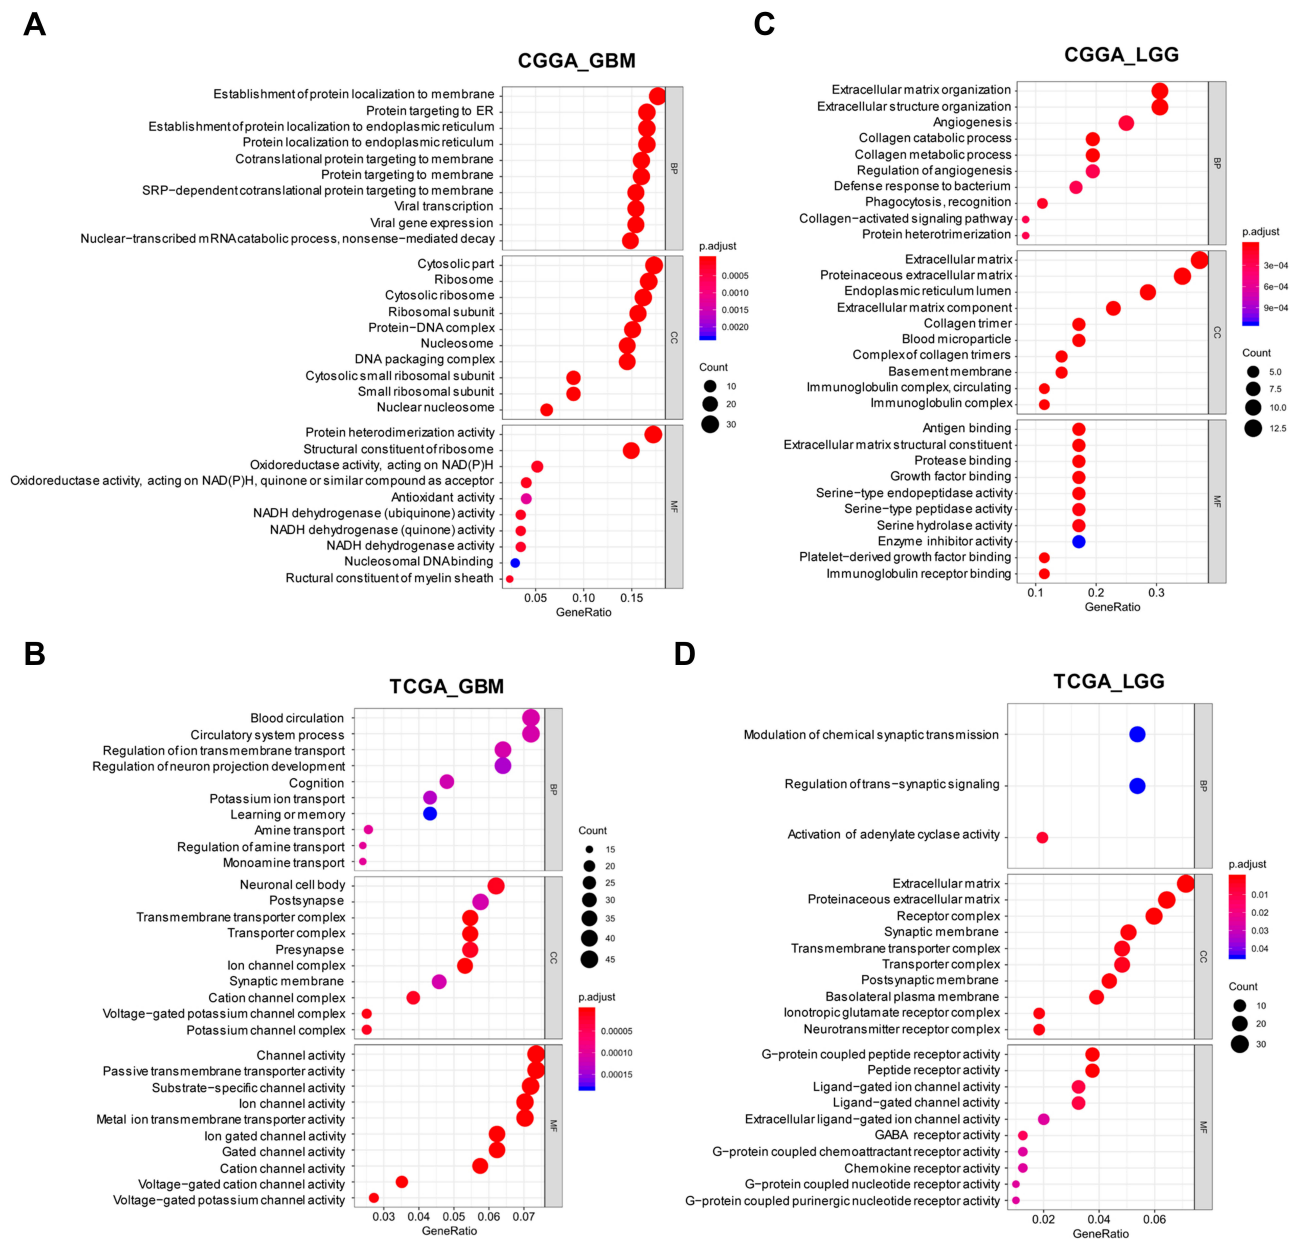 A
CGGA_GBM
Establishment of protein localization to membrane
Protein targeting to ER
Establishment of protein localization to endoplasmic reticulum
Protein localization to endoplasmic reticulum
Cotranslational protein targeting to membrane
Protein targeting to membrane
SRP-dependent cotranslational protein targeting to membrane
Viral transcription
Viral gene expression
Nuclear-transcribed mRNA catabolic process, nonsense-mediated decay
BP
Cytosolic part
Ribosome
Cytosolic ribosome
Ribosomal subunit
Protein-DNA complex
Nucleosome
DNA packaging complex
Cytosolic small ribosomal subunit
Small ribosomal subunit
Nuclear nucleosome
CC
Protein heterodimerization activity
Structural constituent of ribosome
Oxidoreductase activity, acting on NAD(P)H
Oxidoreductase activity, acting on NAD(P)H, quinone or similar compound as acceptor
Antioxidant activity
NADH dehydrogenase (ubiquinone) activity
NADH dehydrogenase (quinone) activity
NADH dehydrogenase activity
Nucleosomal DNA binding
Ructural constituent of myelin sheath
MF
0.05 0.10 0.15
GeneRatio
p.adjust
0.0005
0.0010
0.0015
0.0020
Count
10
20
30
C
CGGA_LGG
Extracellular matrix organization
Extracellular structure organization
Angiogenesis
Collagen catabolic process
Collagen metabolic process
Regulation of angiogenesis
Defense response to bacterium
Phagocytosis, recognition
Collagen-activated signaling pathway
Protein heterotrimerization
BP
Extracellular matrix
Proteinaceous extracellular matrix
Endoplasmic reticulum lumen
Extracellular matrix component
Collagen trimer
Blood microparticle
Complex of collagen trimers
Basement membrane
Immunoglobulin complex, circulating
Immunoglobulin complex
CC
Antigen binding
Extracellular matrix structural constituent
Protease binding
Growth factor binding
Serine-type endopeptidase activity
Serine-type peptidase activity
Serine hydrolase activity
Enzyme inhibitor activity
Platelet-derived growth factor binding
Immunoglobulin receptor binding
MF
0.1 0.2 0.3
GeneRatio
p.adjust
3e-04
6e-04
9e-04
Count
5.0
7.5
10.0
12.5
B
TCGA_GBM
Blood circulation
Circulatory system process
Regulation of ion transmembrane transport
Regulation of neuron projection development
Cognition
Potassium ion transport
Learning or memory
Amine transport
Regulation of amine transport
Monoamine transport
BP
Neuronal cell body
Postsynapse
Transmembrane transporter complex
Transporter complex
Presynapse
Ion channel complex
Synaptic membrane
Cation channel complex
Voltage-gated potassium channel complex
Potassium channel complex
CC
Channel activity
Passive transmembrane transporter activity
Substrate-specific channel activity
Ion channel activity
Metal ion transmembrane transporter activity
Ion gated channel activity
Gated channel activity
Cation channel activity
Voltage-gated cation channel activity
Voltage-gated potassium channel activity
MF
0.03 0.04 0.05 0.06 0.07
GeneRatio
Count
15
20
25
30
35
40
45
p.adjust
0.00005
0.00010
0.00015
D
TCGA_LGG
Modulation of chemical synaptic transmission
Regulation of trans-synaptic signaling
Activation of adenylate cyclase activity
BP
Extracellular matrix
Proteinaceous extracellular matrix
Receptor complex
Synaptic membrane
Transmembrane transporter complex
Transporter complex
Postsynaptic membrane
Basolateral plasma membrane
Ionotropic glutamate receptor complex
Neurotransmitter receptor complex
CC
G-protein coupled peptide receptor activity
Peptide receptor activity
Ligand-gated ion channel activity
Ligand-gated channel activity
Extracellular ligand-gated ion channel activity
GABA receptor activity
G-protein coupled chemoattractant receptor activity
Chemokine receptor activity
G-protein coupled nucleotide receptor activity
G-protein coupled purinergic nucleotide receptor activity
MF
0.02 0.04 0.06
GeneRatio
p.adjust
0.01
0.02
0.03
0.04
Count
10
20
30